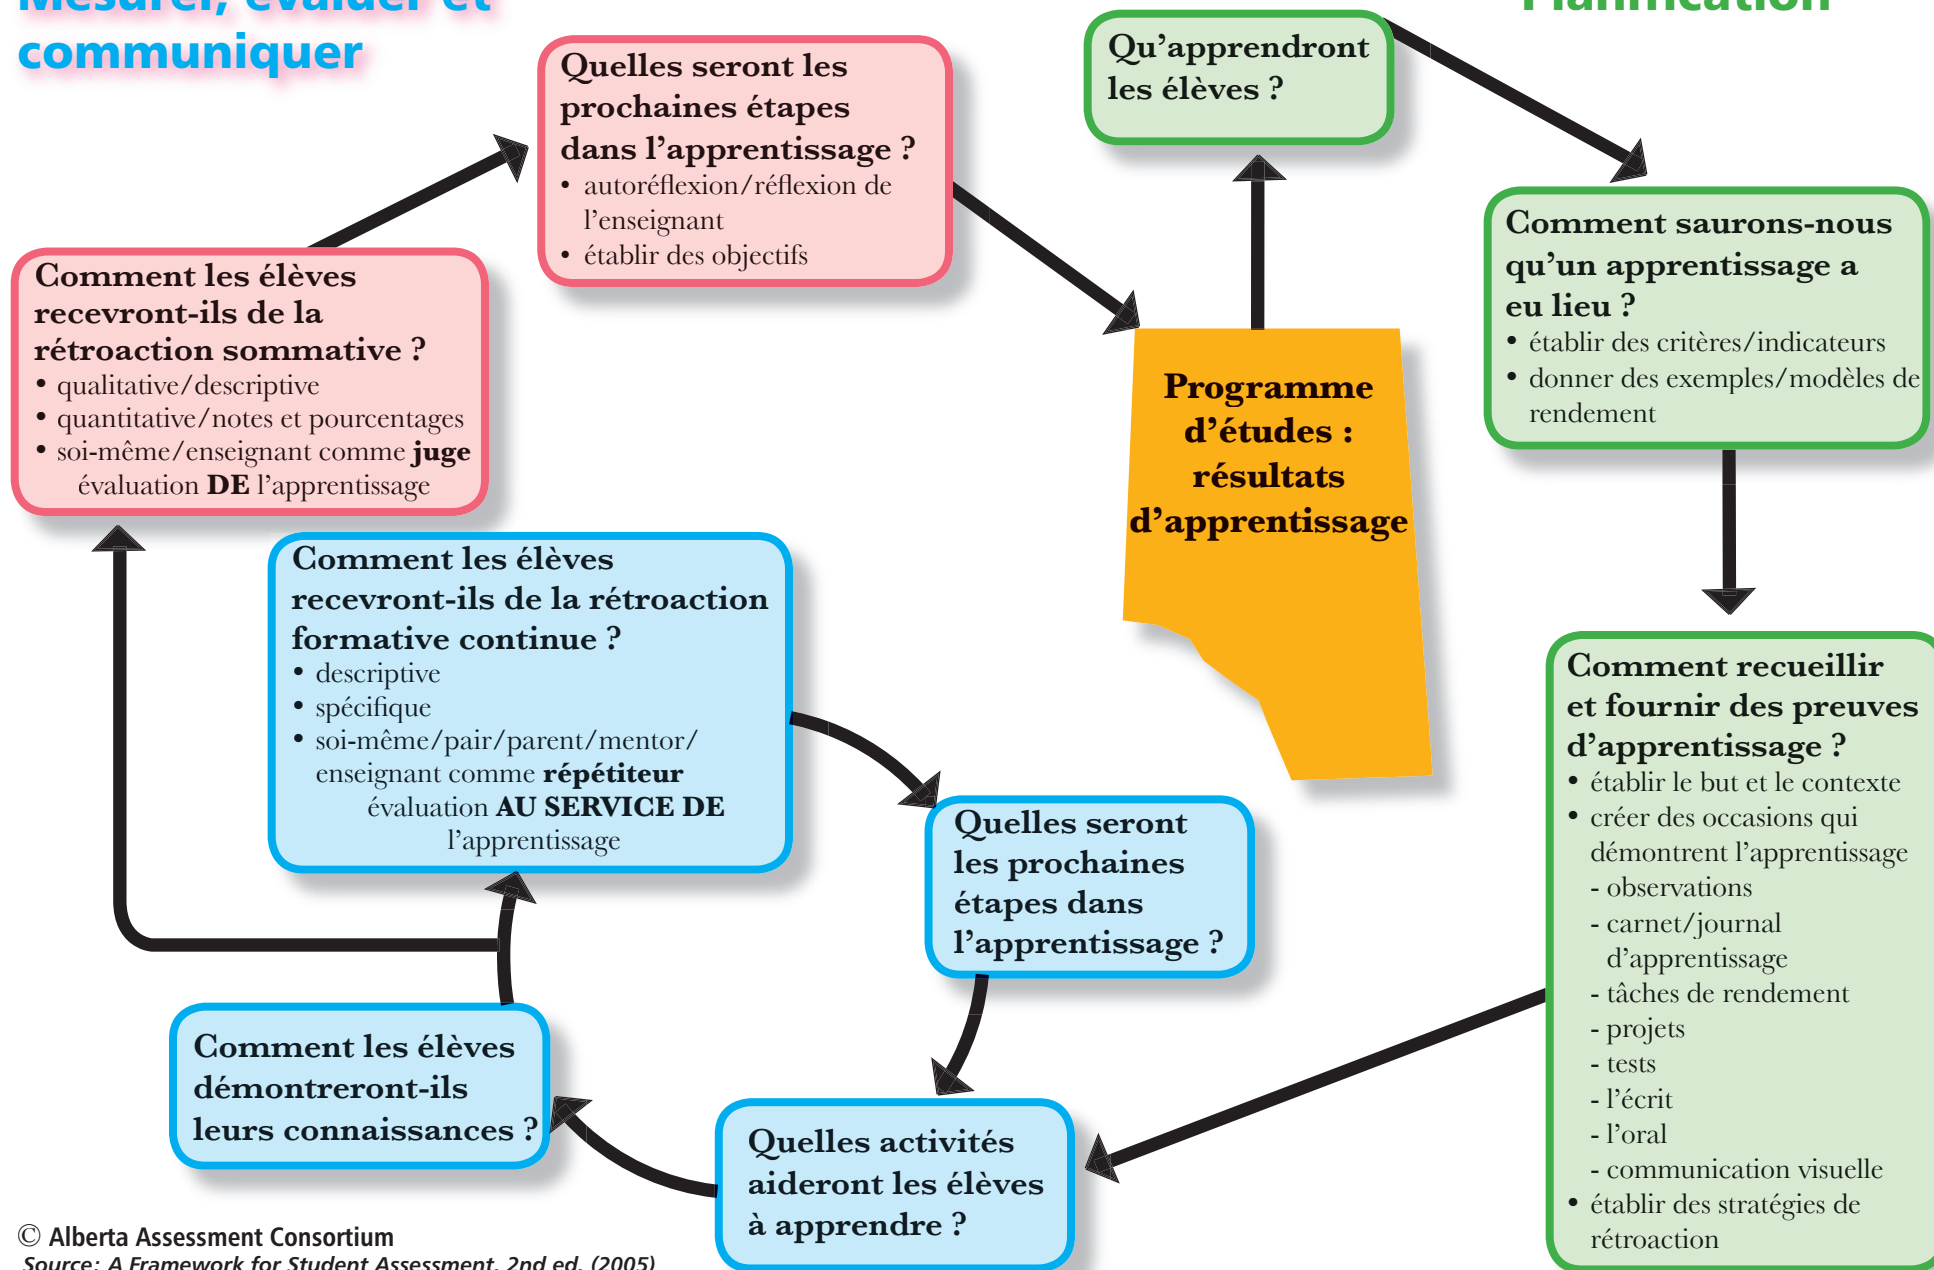 Mesurer, évaluer et
communiquer
Planification
Quelles seront les
prochaines étapes
dans l’apprentissage ?
• autoréflexion/réflexion de
l’enseignant
• établir des objectifs
Qu’apprendront
les élèves ?
Comment saurons-nous
qu’un apprentissage a
eu lieu ?
• établir des critères/indicateurs
• donner des exemples/modèles de
rendement
Comment les élèves
recevront-ils de la
rétroaction sommative ?
• qualitative/descriptive
• quantitative/notes et pourcentages
• soi-même/enseignant comme juge
évaluation DE l’apprentissage
Programme
d’études :
résultats
d’apprentissage
Comment les élèves
recevront-ils de la rétroaction
formative continue ?
• descriptive
• spécifique
• soi-même/pair/parent/mentor/
enseignant comme répétiteur
évaluation AU SERVICE DE
l’apprentissage
Comment recueillir
et fournir des preuves
d’apprentissage ?
• établir le but et le contexte
• créer des occasions qui
démontrent l’apprentissage
- observations
- carnet/journal
d’apprentissage
- tâches de rendement
- projets
- tests
- l’écrit
- l’oral
- communication visuelle
• établir des stratégies de
rétroaction
Quelles seront
les prochaines
étapes dans
l’apprentissage ?
Comment les élèves
démontreront-ils
leurs connaissances ?
Quelles activités
aideront les élèves
à apprendre ?
© Alberta Assessment Consortium
Source: A Framework for Student Assessment, 2nd ed. (2005)